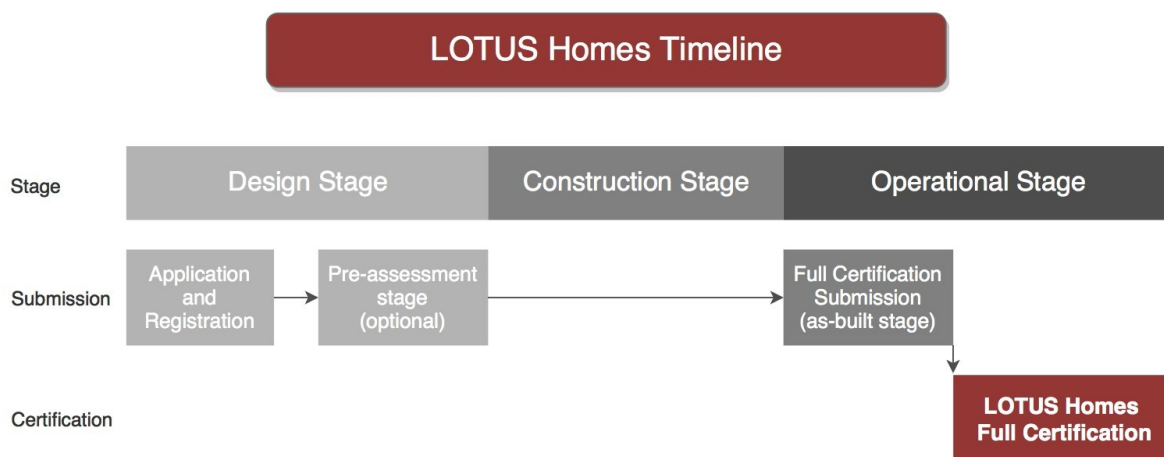 LOTUS Homes Timeline
Stage
Design Stage
Construction Stage
Operational Stage
Submission
Application
and
Registration
Pre-assessment
stage
(optional)
Full Certification
Submission
(as-built stage)
Certification
LOTUS Homes
Full Certification